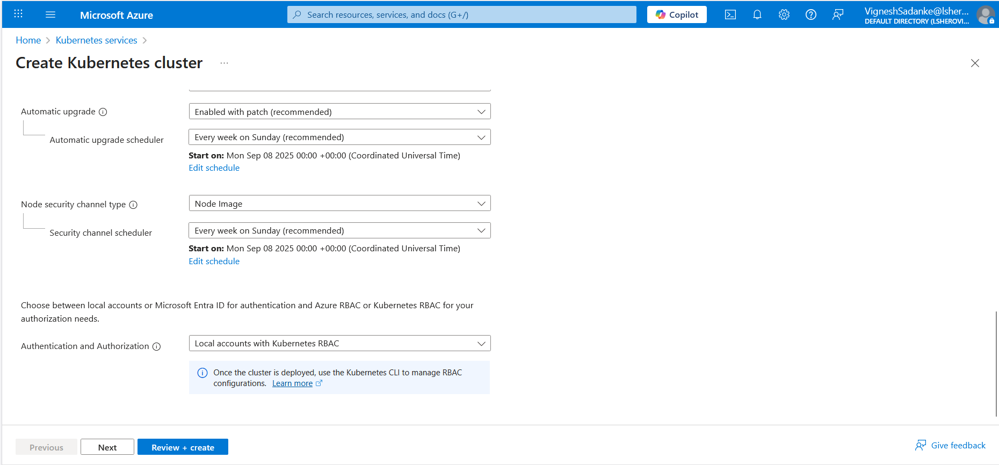 Microsoft Azure
Search resources, services, and docs (G+/)
Copilot
VigneshSadanke@lsher...
DEFAULT DIRECTORY (LSHEROVI...
Home > Kubernetes services >
Create Kubernetes cluster ...
Automatic upgrade
Enabled with patch (recommended)
Automatic upgrade scheduler
Every week on Sunday (recommended)
Start on: Mon Sep 08 2025 00:00 +00:00 (Coordinated Universal Time)
Edit schedule
Node security channel type
Node Image
Security channel scheduler
Every week on Sunday (recommended)
Start on: Mon Sep 08 2025 00:00 +00:00 (Coordinated Universal Time)
Edit schedule
Choose between local accounts or Microsoft Entra ID for authentication and Azure RBAC or Kubernetes RBAC for your
authorization needs.
Authentication and Authorization
Local accounts with Kubernetes RBAC
Once the cluster is deployed, use the Kubernetes CLI to manage RBAC
configurations. Learn more
Previous
Next
Review + create
Give feedback